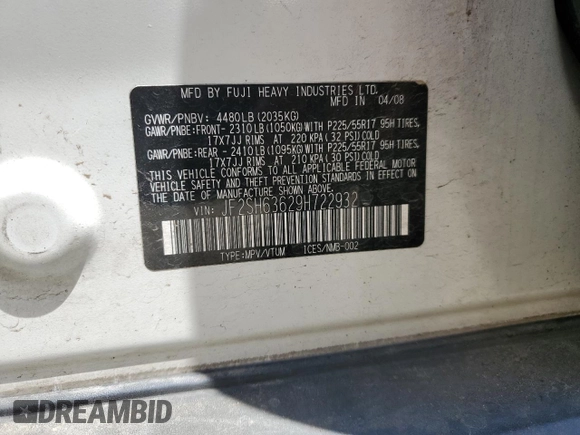 MFD BY FUJI HEAVY INDUSTRIES LTD.
MFD IN 04/08
GVWR/PNBV: 4480LB(2035KG)
GAWR/PNBE:FRONT- 2310LB(1050KG)WITH P225/55R17 95H TIRES,
17X7JJ RIMS AT 220 KPA(32 PSI)COLD
GAWR/PNBE:REAR - 2410LB(1095KG)WITH P225/55R17 95H TIRES,
17X7JJ RIMS AT 210 KPA(30 PSI)COLD
THIS VEHICLE CONFORMS TO ALL APPLICABLE FEDERAL MOTOR
VEHICLE SAFETY STANDARDS IN EFFECT ON
THE DATE OF MANUFACTURE SHOWN ABOVE.
VIN: JF2SH63629H722932
TYPE:MPV/VTUM ICES/NMB-002
DREAMBID